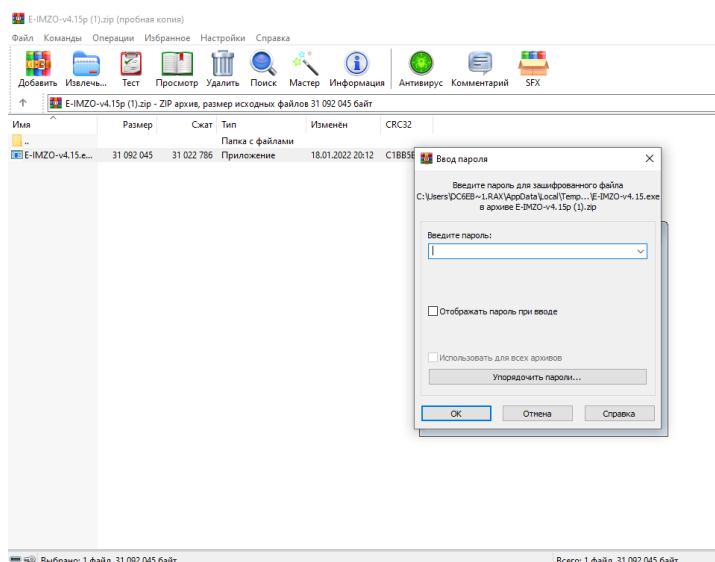 E-IMZO-v4.15p (1).zip (пробная копия)
Файл Команды Операции Избранное Настройки Справка
Добавить Извлечь... Тест Просмотр Удалить Поиск Мастер Информация Антивирус Комментарий SFX
E-IMZO-v4.15p (1).zip - ZIP архив, размер исходных файлов 31 092 045 байт
Имя Размер Сжат Тип Изменён CRC32
.. Папка с файлами
E-IMZO-v4.15.e... 31 092 045 31 022 786 Приложение 18.01.2022 20:12 C1BB5E
Ввод пароля
Введите пароль для зашифрованного файла
C:\Users\DC6EB~1.RAX\AppData\Local\Temp...\E-IMZO-v4.15.exe
в архиве E-IMZO-v4.15p (1).zip
Введите пароль:
Отображать пароль при вводе
Использовать для всех архивов
Упорядочить пароли...
OK Отмена Справка
Выбрано: 1 файл, 31 092 045 байт Всего: 1 файл, 31 092 045 байт